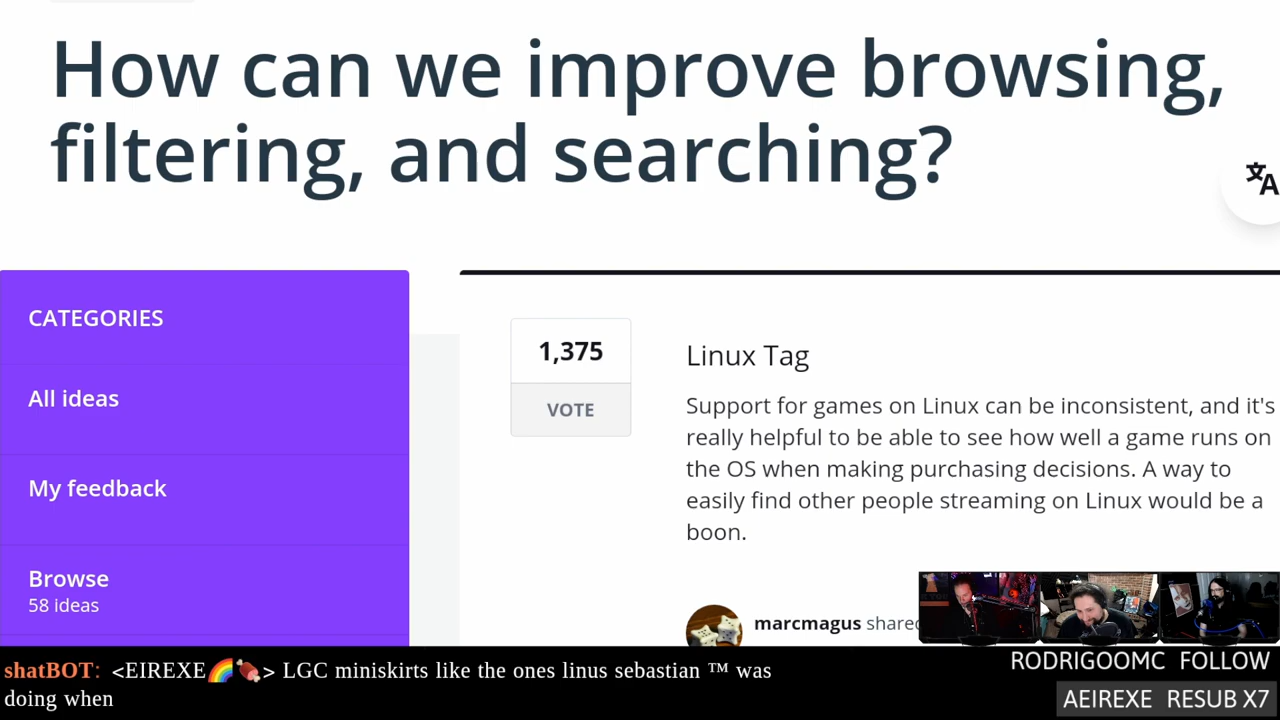 How can we improve browsing,
filtering, and searching?
文A
CATEGORIES
All ideas
My feedback
Browse
58 ideas
1,375
VOTE
Linux Tag
Support for games on Linux can be inconsistent, and it's
really helpful to be able to see how well a game runs on
the OS when making purchasing decisions. A way to
easily find other people streaming on Linux would be a
boon.
marcmagus shared
shatBOT: <EIREXE🌈🍖> LGC miniskirts like the ones linus sebastian ™ was
doing when
RODRIGOOMC FOLLOW
AEIREXE RESUB X7